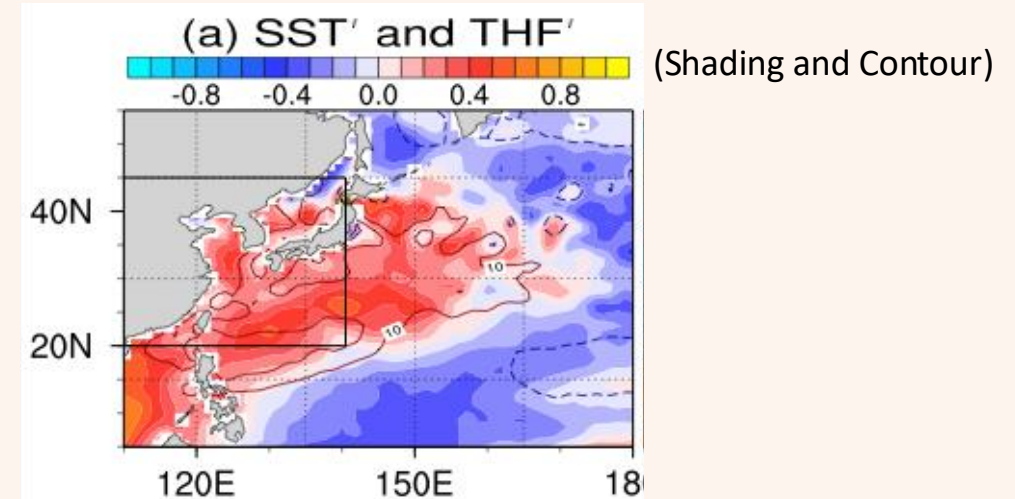 (a) SST′ and THF′
(Shading and Contour)
-0.8 -0.4 0.0 0.4 0.8
40N
10
10
20N
120E 150E 18